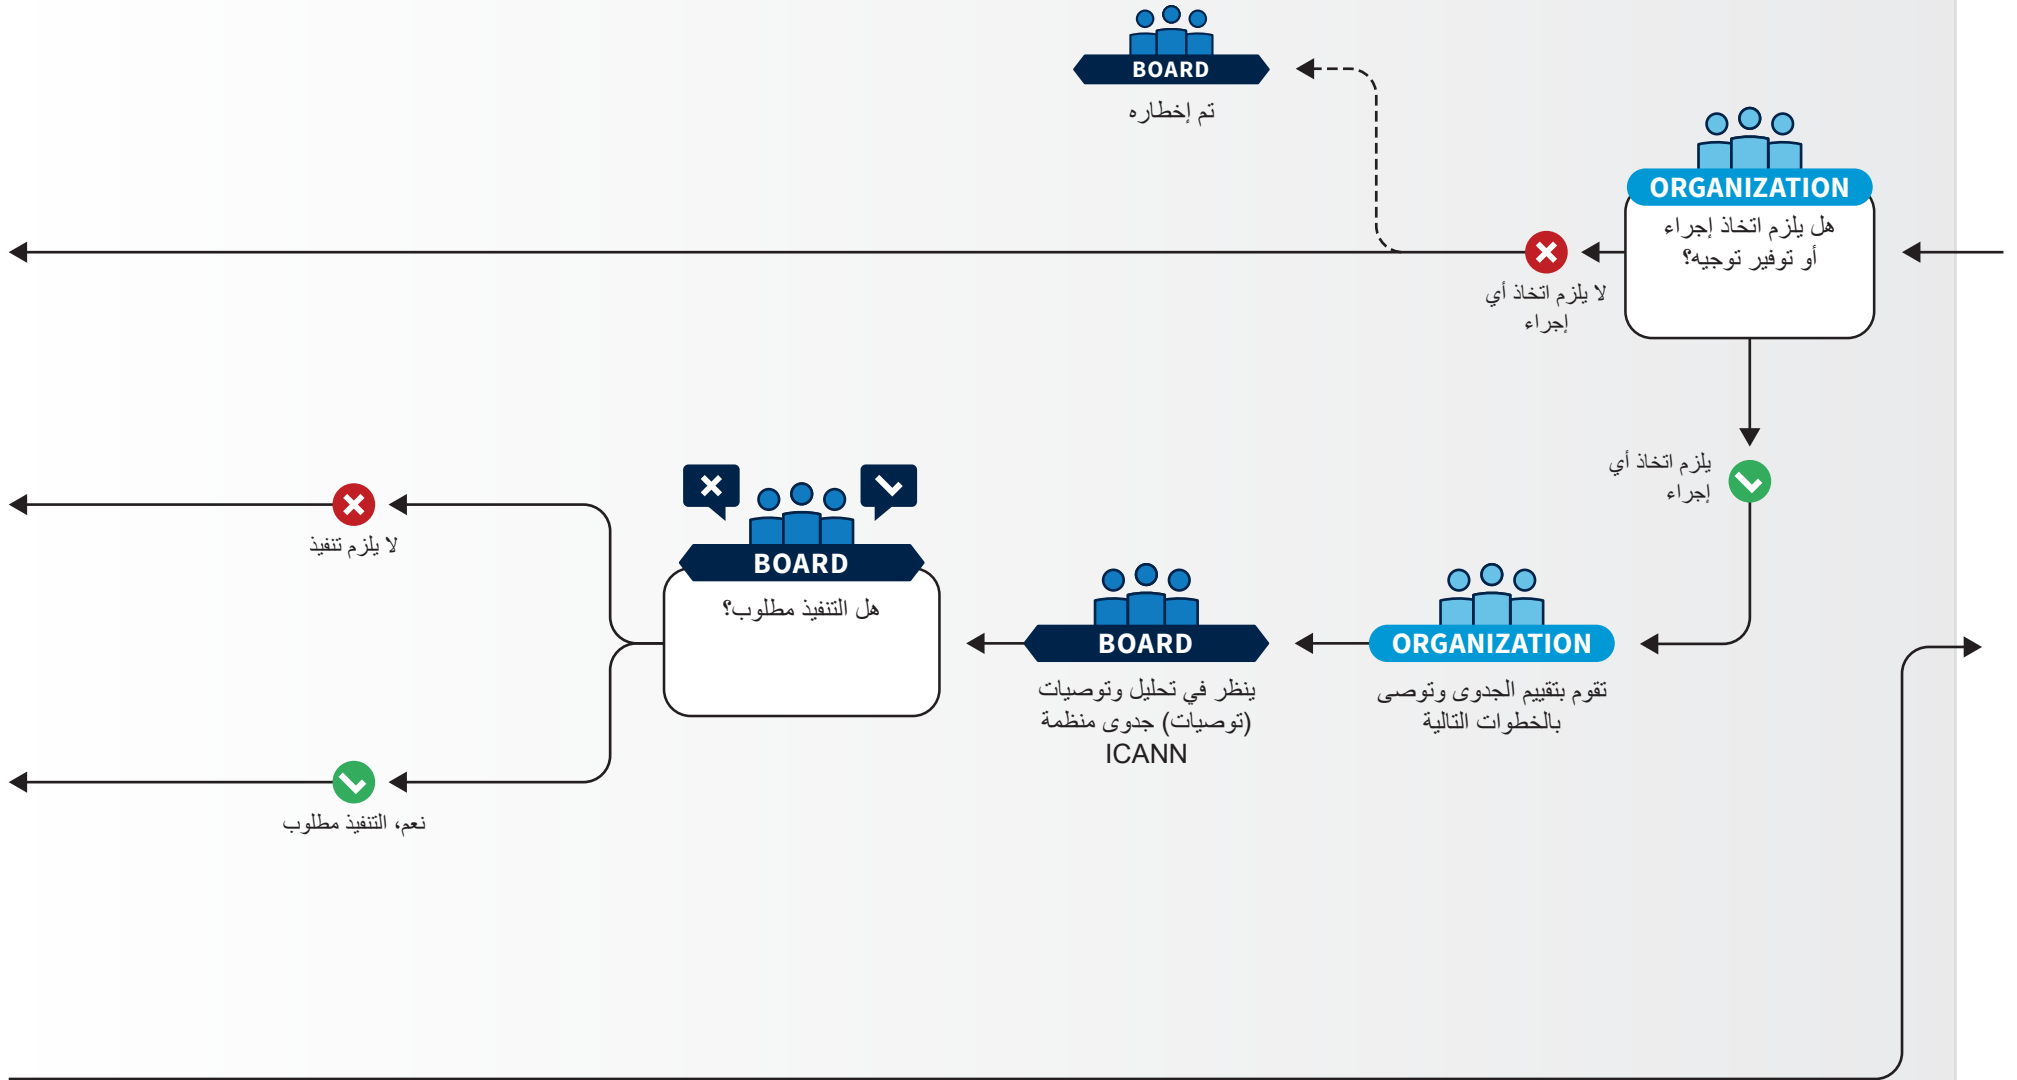 BOARD
تم إخطاره
ORGANIZATION
هل يلزم اتخاذ إجراء
أو توفير توجيه؟
لا يلزم اتخاذ أي
إجراء
يلزم اتخاذ أي
إجراء
ORGANIZATION
تقوم بتقييم الجدوى وتوصى
بالخطوات التالية
BOARD
ينظر في تحليل وتوصيات
(توصيات) جدوى منظمة
ICANN
BOARD
هل التنفيذ مطلوب؟
لا يلزم تنفيذ
نعم، التنفيذ مطلوب